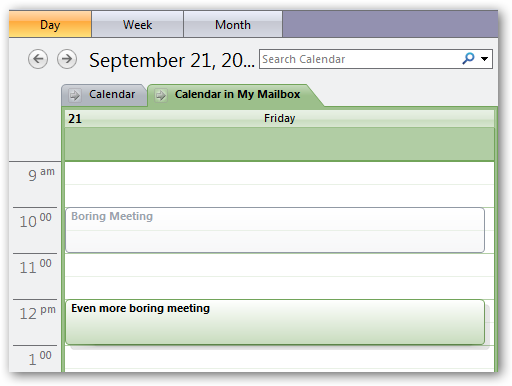 Day Week Month
September 21, 20... Search Calendar
Calendar Calendar in My Mailbox
21 Friday
9 am
10 00 Boring Meeting
11 00
12 pm Even more boring meeting
1 00